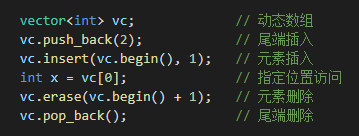 vector<int> vc;                // 动态数组
vc.push_back(2);               // 尾端插入
vc.insert(vc.begin(), 1);      // 元素插入
int x = vc[0];                 // 指定位置访问
vc.erase(vc.begin() + 1);      // 元素删除
vc.pop_back();                 // 尾端删除